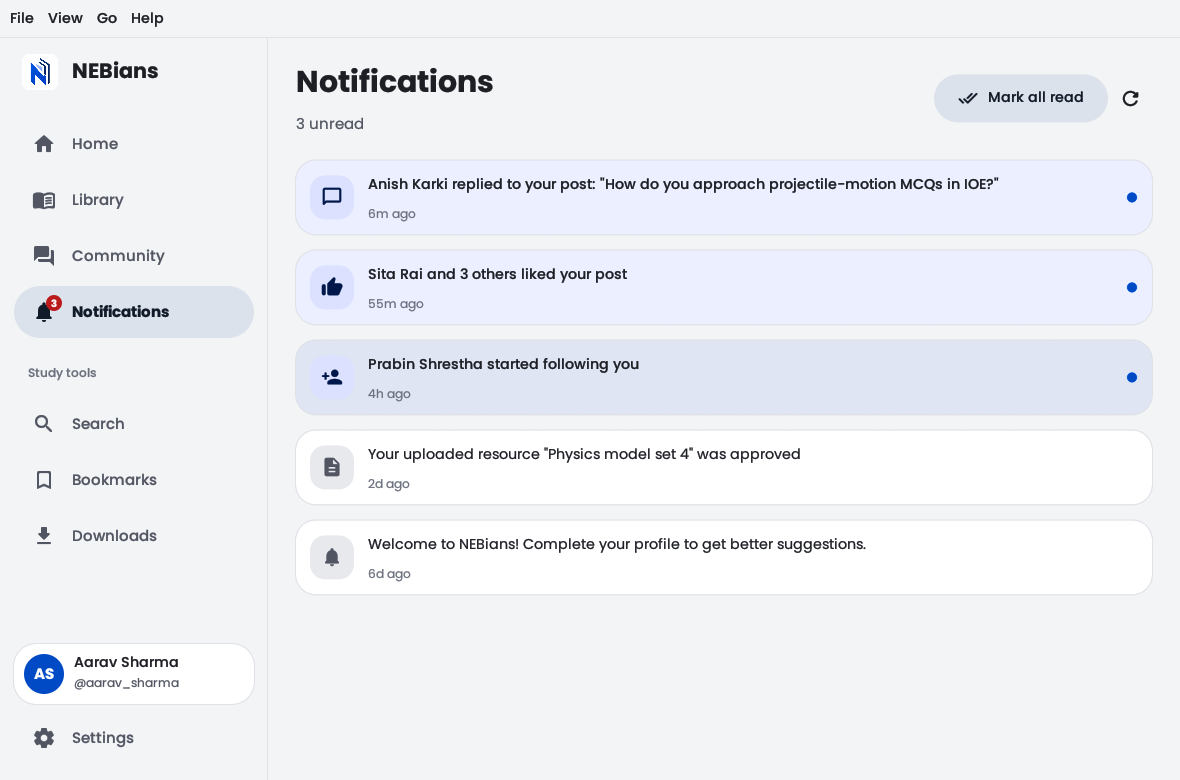 File View Go Help
NEBians
Home
Library
Community
3
Notifications
Study tools
Search
Bookmarks
Downloads
AS
Aarav Sharma
@aarav_sharma
Settings
Notifications
3 unread
Mark all read
Anish Karki replied to your post: "How do you approach projectile-motion MCQs in IOE?"
6m ago
Sita Rai and 3 others liked your post
55m ago
Prabin Shrestha started following you
4h ago
Your uploaded resource "Physics model set 4" was approved
2d ago
Welcome to NEBians! Complete your profile to get better suggestions.
6d ago